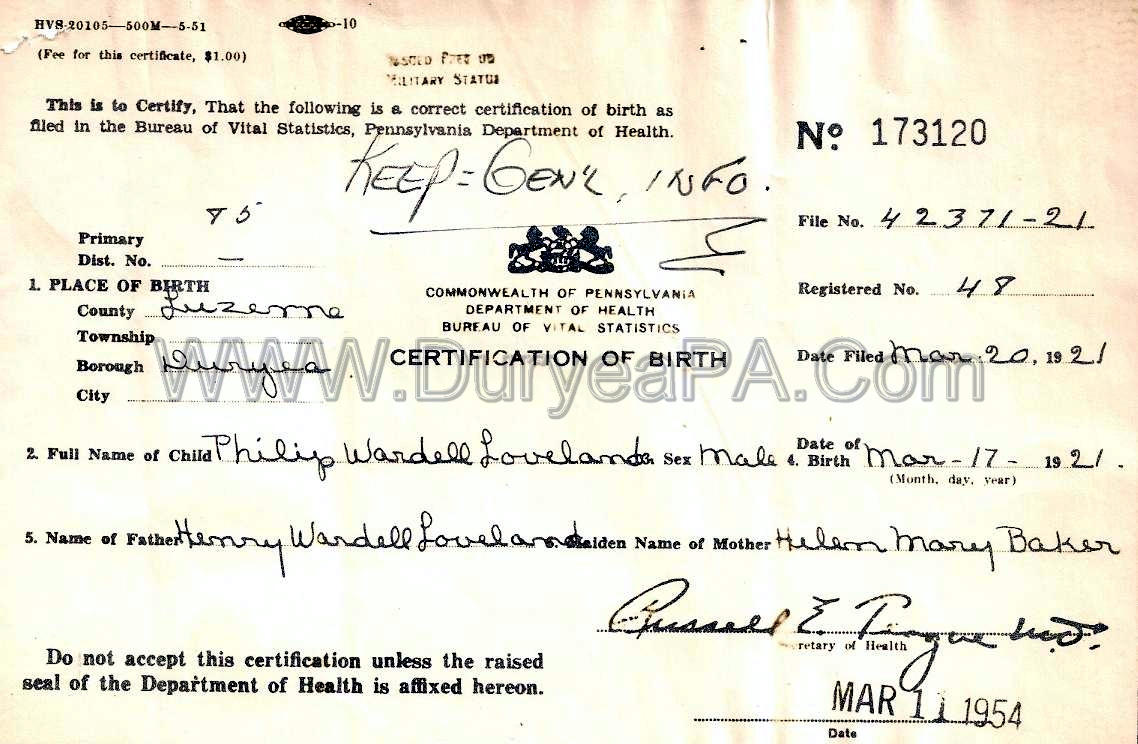 HVS-20105—500M—5-51 -10
(Fee for this certificate, $1.00)
Military Status
This is to Certify, That the following is a correct certification of birth as
filed in the Bureau of Vital Statistics, Pennsylvania Department of Health.
No. 173120
KEEP = GEN'L. INFO.
File No. 42371-21
Primary
Dist. No. —
1. PLACE OF BIRTH
County Luzerne
Registered No. 48
COMMONWEALTH OF PENNSYLVANIA
DEPARTMENT OF HEALTH
BUREAU OF VITAL STATISTICS
Township
Borough Duryea
CERTIFICATION OF BIRTH
Date Filed Mar. 20, 1921
WWW.DuryeaPA.Com
City
2. Full Name of Child Philip Wardell Loveland 3. Sex Male 4. Date of Birth Mar -17- 1921.
(Month, day, year)
5. Name of Father Henry Wardell Loveland Maiden Name of Mother Helen Mary Baker
Russell E. Teague M.D.
Secretary of Health
Do not accept this certification unless the raised
seal of the Department of Health is affixed hereon.
MAR 11 1954
Date